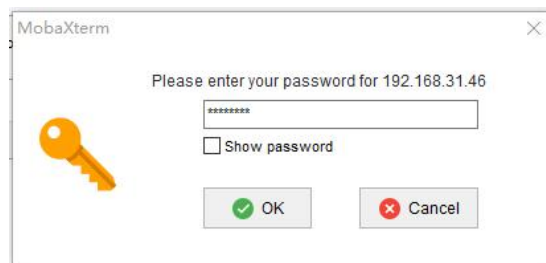 MobaXterm
Please enter your password for 192.168.31.46
********
Show password
OK
Cancel